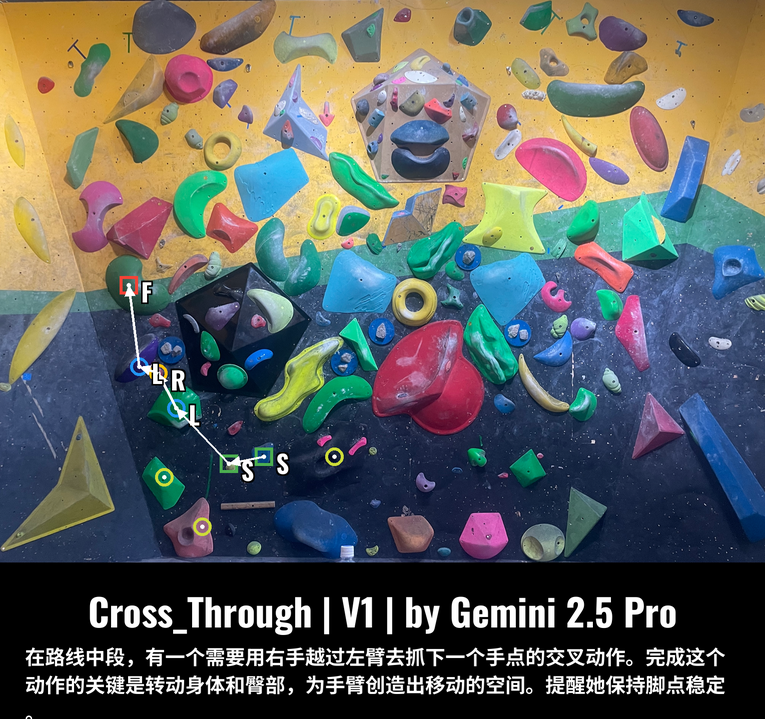 F
L
R
L
S
S
Cross_Through | V1 | by Gemini 2.5 Pro
在路线中段，有一个需要用右手越过左臂去抓下一个手点的交叉动作。完成这个
动作的关键是转动身体和臀部，为手臂创造出移动的空间。提醒她保持脚点稳定
。